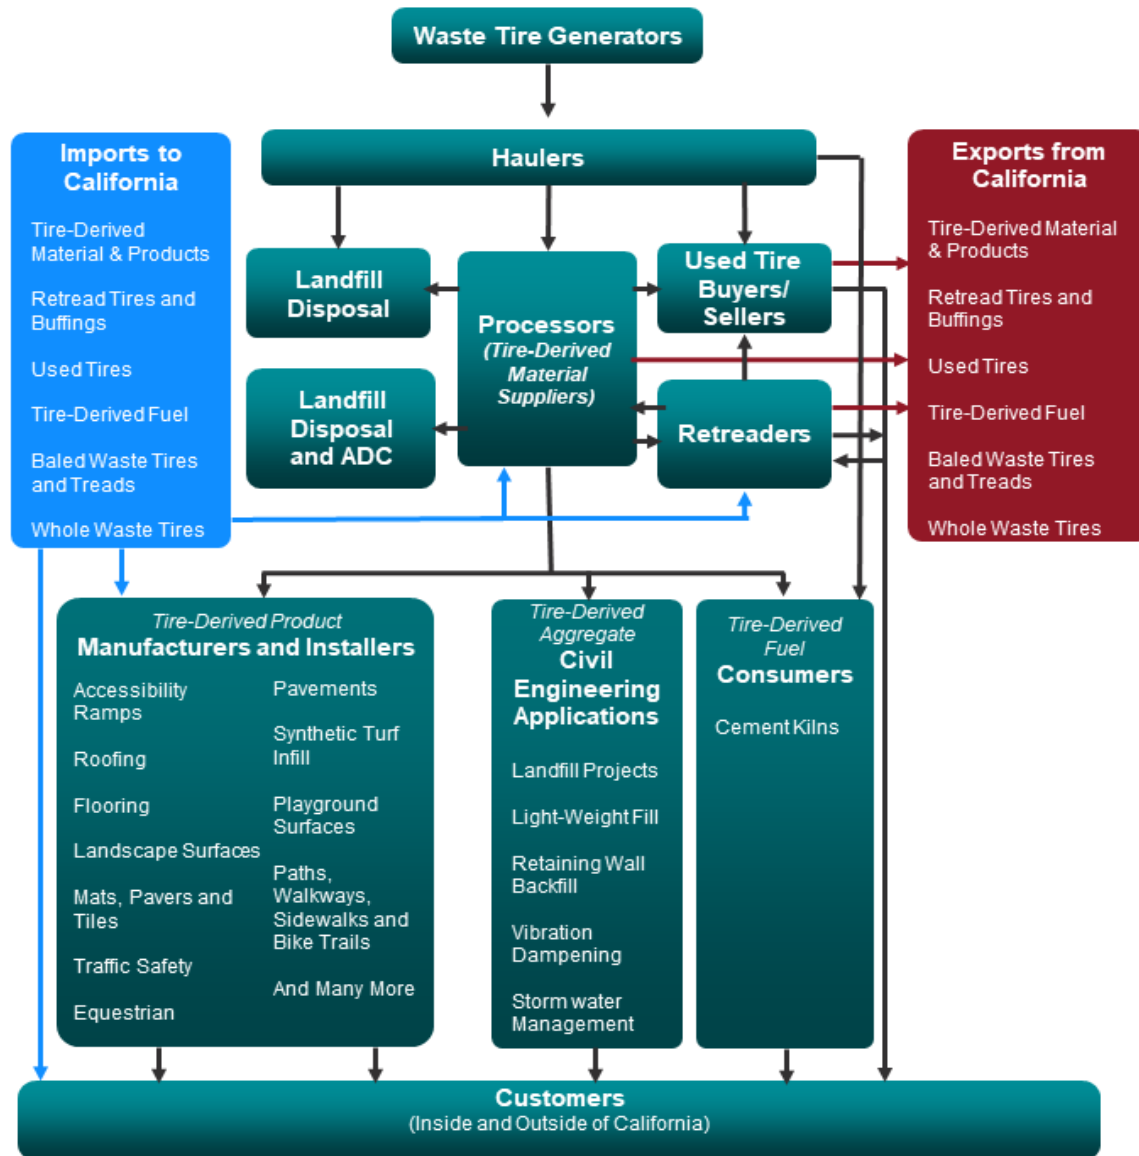 Waste Tire Generators
Haulers
Imports to
California
Tire-Derived
Material & Products
Retread Tires and
Buffings
Used Tires
Tire-Derived Fuel
Baled Waste Tires
and Treads
Whole Waste Tires
Landfill
Disposal
Landfill
Disposal
and ADC
Processors
(Tire-Derived
Material
Suppliers)
Used Tire
Buyers/
Sellers
Retreaders
Exports from
California
Tire-Derived Material
& Products
Retread Tires and
Buffings
Used Tires
Tire-Derived Fuel
Baled Waste Tires
and Treads
Whole Waste Tires
Tire-Derived Product
Manufacturers and Installers
Accessibility
Ramps
Roofing
Flooring
Landscape Surfaces
Mats, Pavers and
Tiles
Traffic Safety
Equestrian
Pavements
Synthetic Turf
Infill
Playground
Surfaces
Paths,
Walkways,
Sidewalks and
Bike Trails
And Many More
Tire-Derived
Aggregate
Civil
Engineering
Applications
Landfill Projects
Light-Weight Fill
Retaining Wall
Backfill
Vibration
Dampening
Storm water
Management
Tire-Derived
Fuel
Consumers
Cement Kilns
Customers
(Inside and Outside of California)